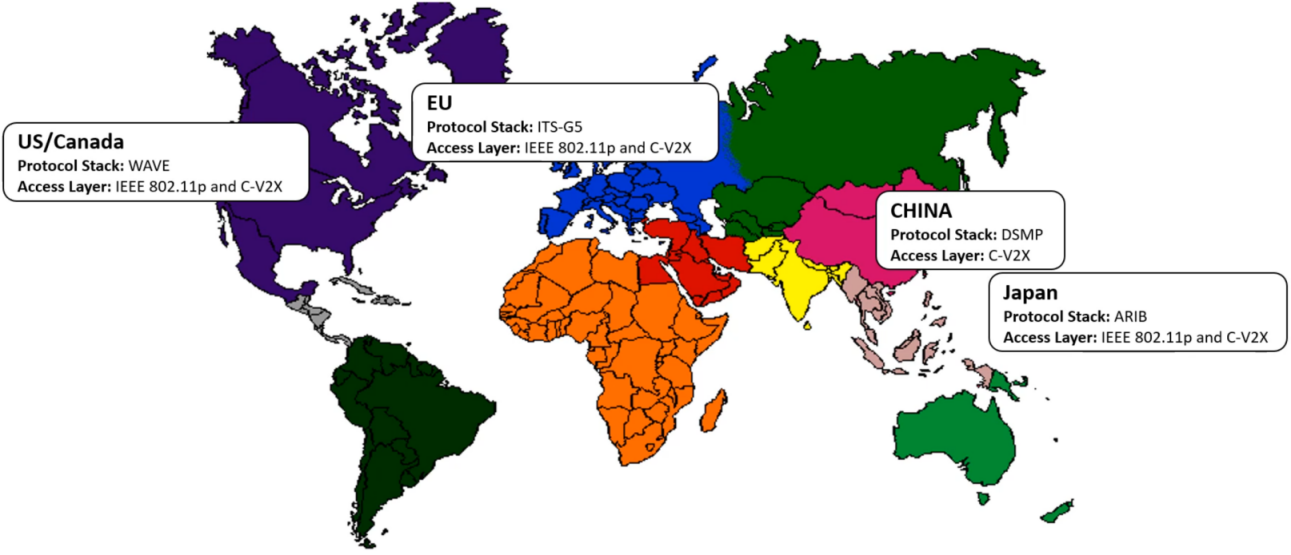 US/Canada
Protocol Stack: WAVE
Access Layer: IEEE 802.11p and C-V2X
EU
Protocol Stack: ITS-G5
Access Layer: IEEE 802.11p and C-V2X
CHINA
Protocol Stack: DSMP
Access Layer: C-V2X
Japan
Protocol Stack: ARIB
Access Layer: IEEE 802.11p and C-V2X